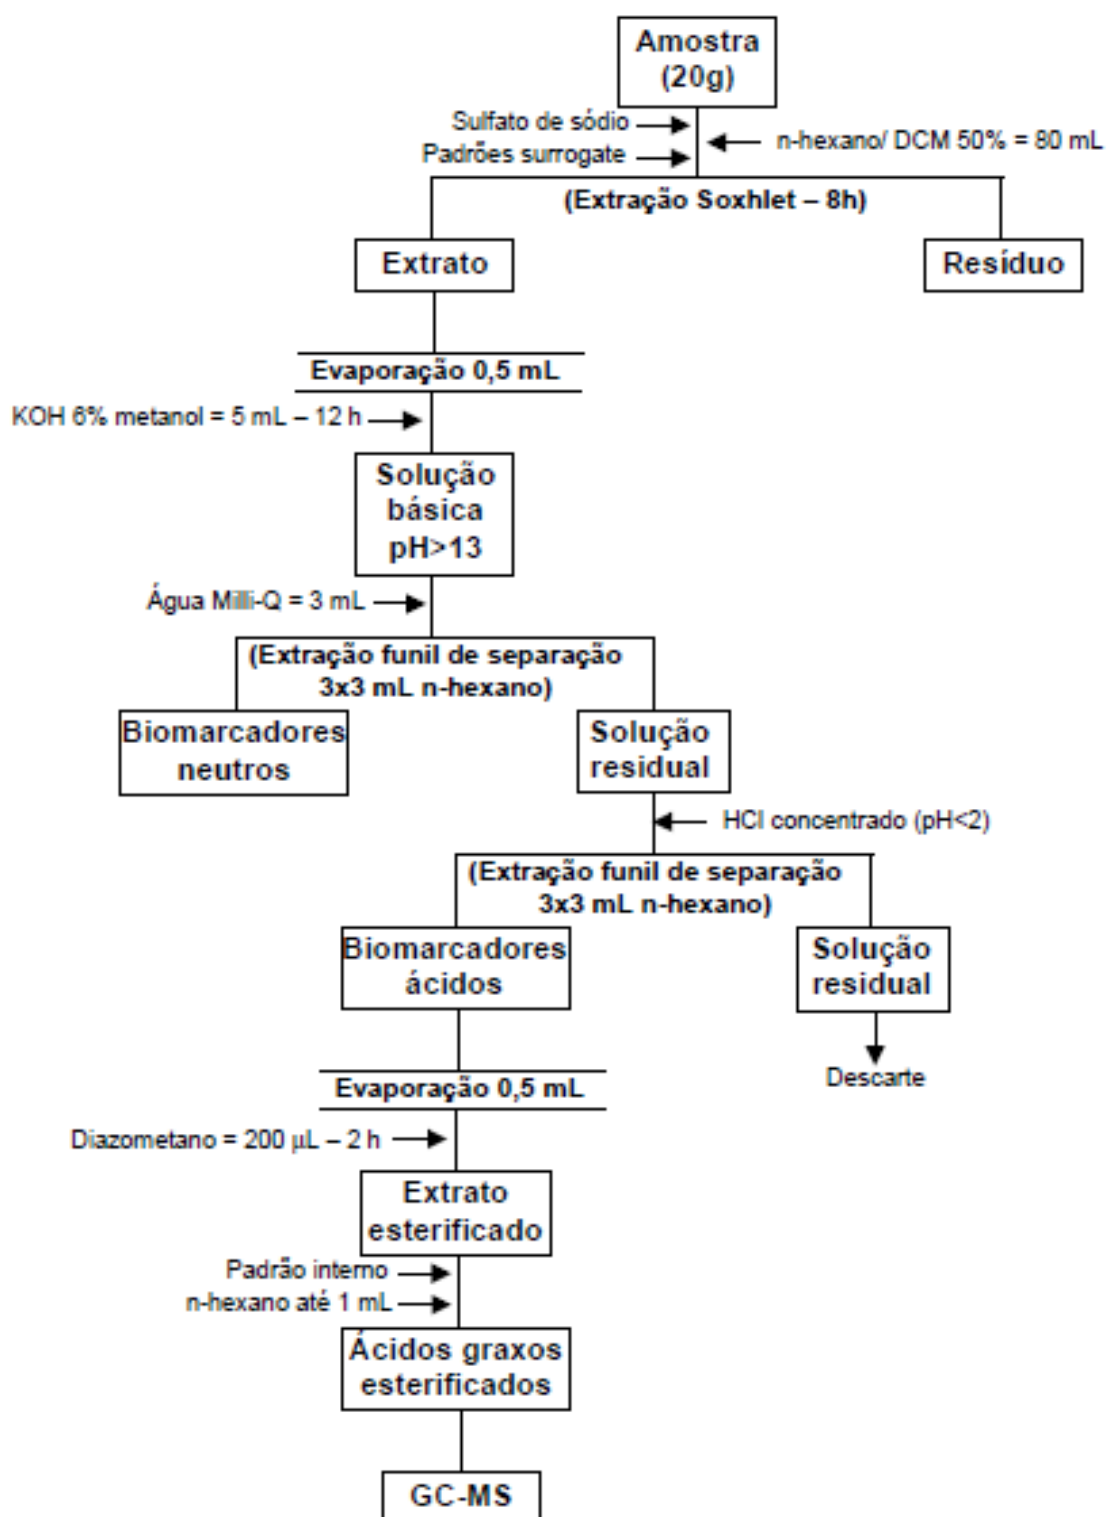 Amostra
(20g)
Sulfato de sódio
n-hexano/ DCM 50% = 80 mL
Padrões surrogate
(Extração Soxhlet – 8h)
Extrato
Resíduo
Evaporação 0,5 mL
KOH 6% metanol = 5 mL – 12 h
Solução
básica
pH>13
Água Milli-Q = 3 mL
(Extração funil de separação
3x3 mL n-hexano)
Biomarcadores
neutros
Solução
residual
HCl concentrado (pH<2)
(Extração funil de separação
3x3 mL n-hexano)
Biomarcadores
ácidos
Solução
residual
Descarte
Evaporação 0,5 mL
Diazometano = 200 µL – 2 h
Extrato
esterificado
Padrão interno
n-hexano até 1 mL
Ácidos graxos
esterificados
GC-MS